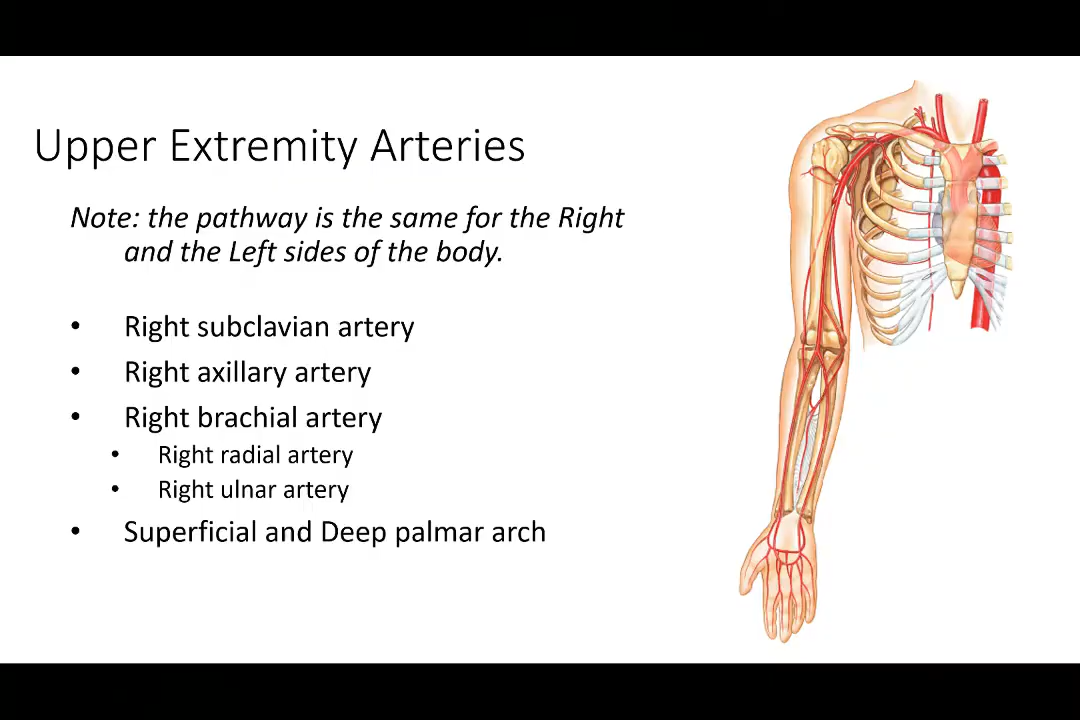 Upper Extremity Arteries
Note: the pathway is the same for the Right
and the Left sides of the body.
• Right subclavian artery
• Right axillary artery
• Right brachial artery
• Right radial artery
• Right ulnar artery
• Superficial and Deep palmar arch